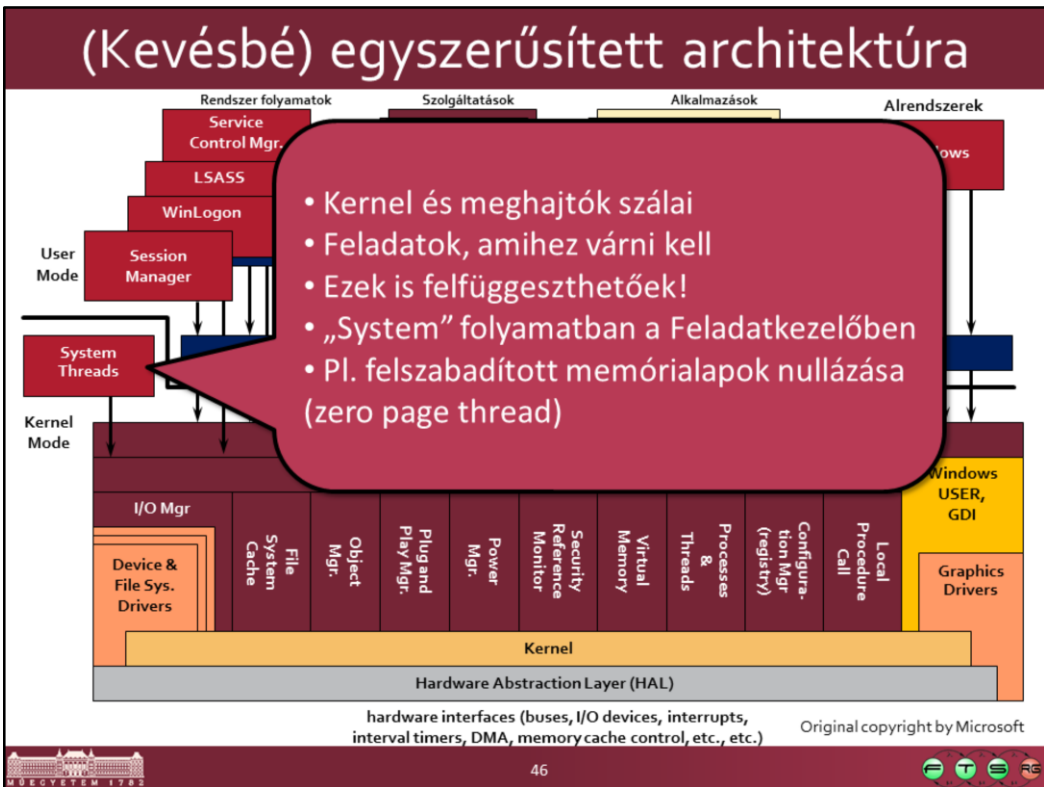 (Kevésbé) egyszerűsített architektúra
Rendszer folyamatok
Szolgáltatások
Alkalmazások
Alrendszerek
Service
Control Mgr.
LSASS
WinLogon
Session
Manager
User
Mode
System
Threads
Kernel
Mode
• Kernel és meghajtók szálai
• Feladatok, amihez várni kell
• Ezek is felfüggeszthetőek!
• „System” folyamatban a Feladatkezelőben
• Pl. felszabadított memórialapok nullázása
(zero page thread)
I/O Mgr
Device &
File Sys.
Drivers
File
System
Cache
Object
Mgr.
Plug and
Play Mgr.
Power
Mgr.
Security
Reference
Monitor
Virtual
Memory
Processes
&
Threads
Configura-
tion Mgr
(registry)
Local
Procedure
Call
Windows
USER,
GDI
Graphics
Drivers
Kernel
Hardware Abstraction Layer (HAL)
hardware interfaces (buses, I/O devices, interrupts,
interval timers, DMA, memory cache control, etc., etc.)
Original copyright by Microsoft
MŰEGYETEM 1782
46
F T S RG